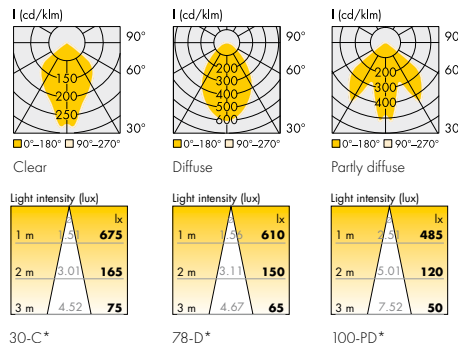 I (cd/klm)
90°
60°
150
200
250
30°
0°–180° 90°–270°
Clear
I (cd/klm)
90°
60°
200
300
400
500
600
30°
0°–180° 90°–270°
Diffuse
I (cd/klm)
90°
60°
200
300
400
30°
0°–180° 90°–270°
Partly diffuse
Light intensity (lux)
lx
1 m 1.51 675
2 m 3.01 165
3 m 4.52 75
30-C*
Light intensity (lux)
lx
1 m 1.56 610
2 m 3.11 150
3 m 4.67 65
78-D*
Light intensity (lux)
lx
1 m 2.51 485
2 m 5.01 120
3 m 7.52 50
100-PD*